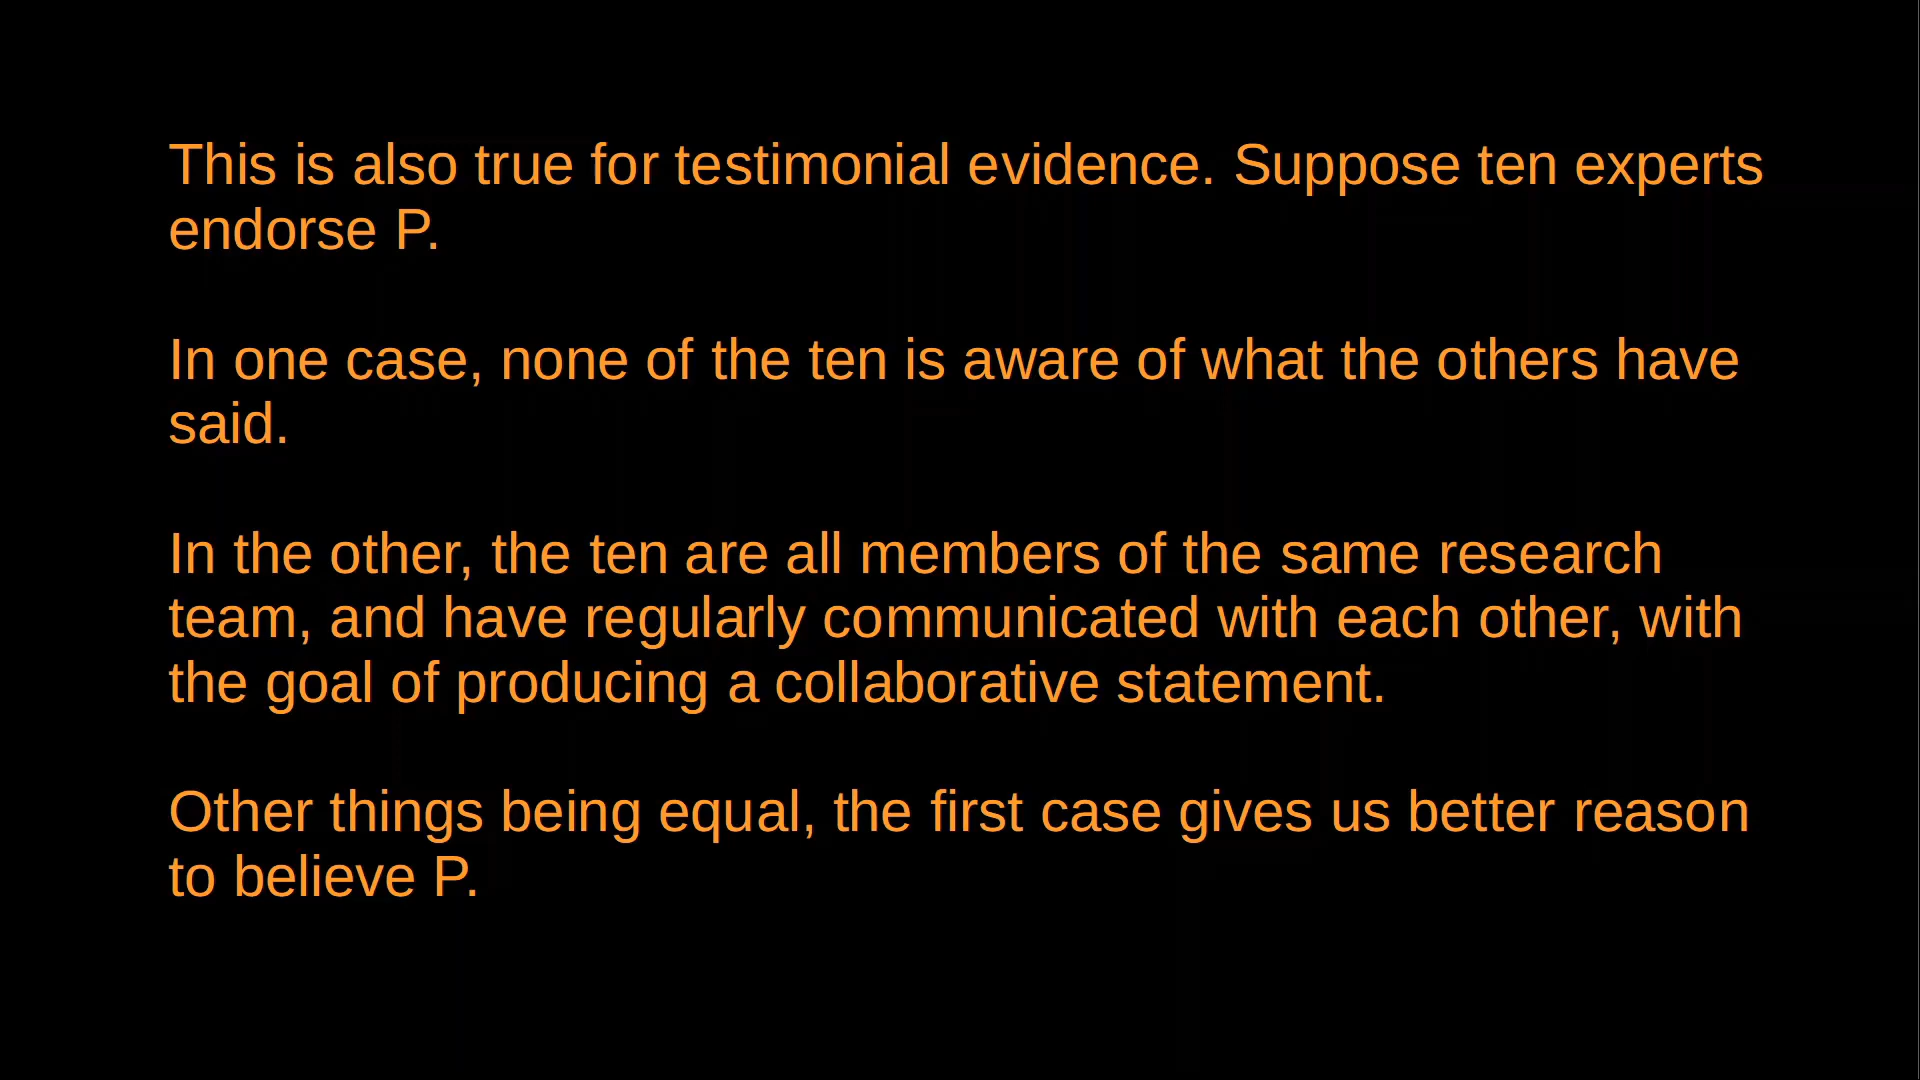 This is also true for testimonial evidence. Suppose ten experts
endorse P.
In one case, none of the ten is aware of what the others have
said.
In the other, the ten are all members of the same research
team, and have regularly communicated with each other, with
the goal of producing a collaborative statement.
Other things being equal, the first case gives us better reason
to believe P.